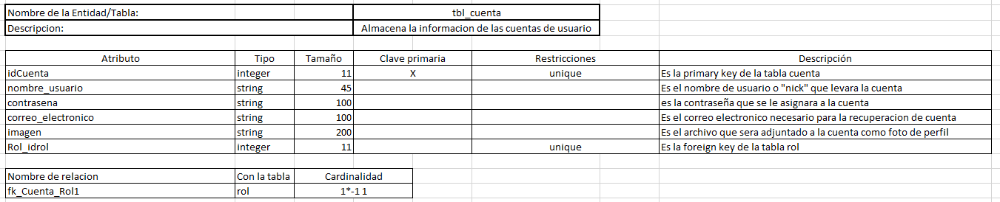 Nombre de la Entidad/Tabla: tbl_cuenta
Descripcion: Almacena la informacion de las cuentas de usuario
Atributo Tipo Tamaño Clave primaria Restricciones Descripción
idCuenta integer 11 X unique Es la primary key de la tabla cuenta
nombre_usuario string 45 Es el nombre de usuario o "nick" que levara la cuenta
contrasena string 100 es la contraseña que se le asignara a la cuenta
correo_electronico string 100 Es el correo electronico necesario para la recuperacion de cuenta
imagen string 200 Es el archivo que sera adjuntado a la cuenta como foto de perfil
Rol_idrol integer 11 unique Es la foreign key de la tabla rol
Nombre de relacion Con la tabla Cardinalidad
fk_Cuenta_Rol1 rol 1*-1 1